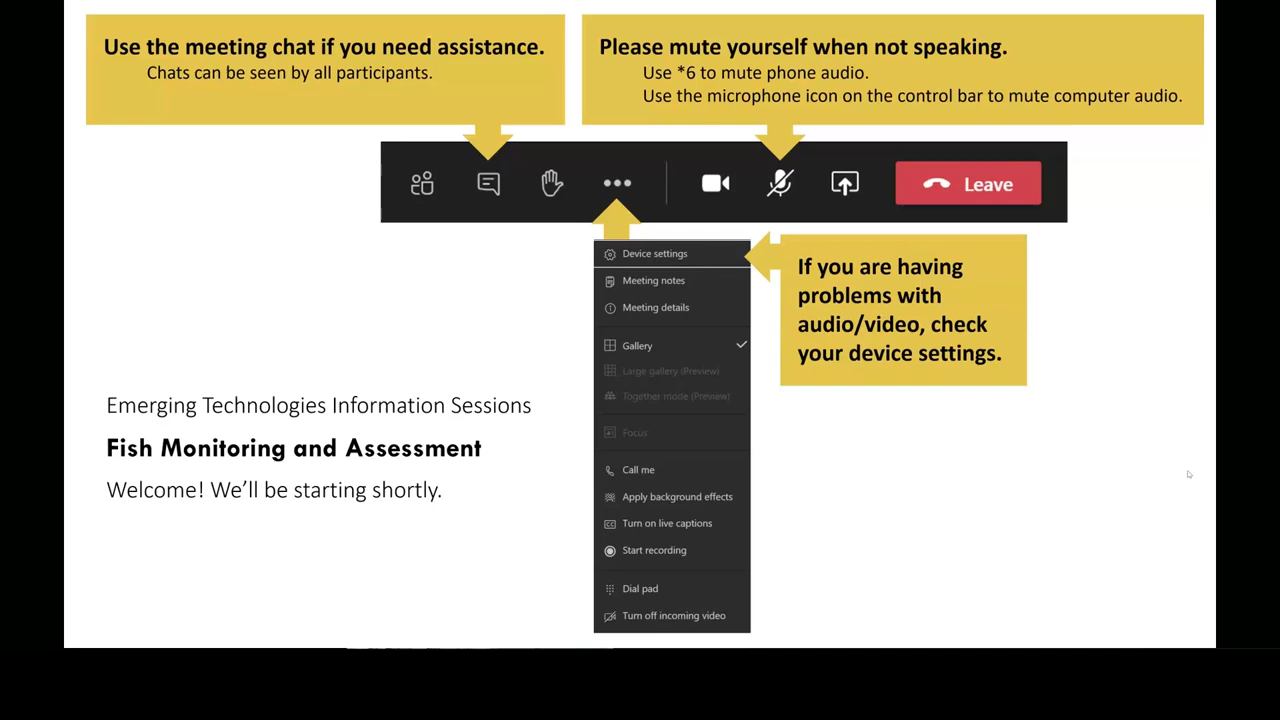 Use the meeting chat if you need assistance.
Chats can be seen by all participants.
Please mute yourself when not speaking.
Use *6 to mute phone audio.
Use the microphone icon on the control bar to mute computer audio.
Leave
Device settings
Meeting notes
Meeting details
Gallery
Large gallery (Preview)
Together mode (Preview)
Focus
Call me
Apply background effects
CC
Turn on live captions
Start recording
Dial pad
Turn off incoming video
If you are having
problems with
audio/video, check
your device settings.
Emerging Technologies Information Sessions
Fish Monitoring and Assessment
Welcome! We’ll be starting shortly.